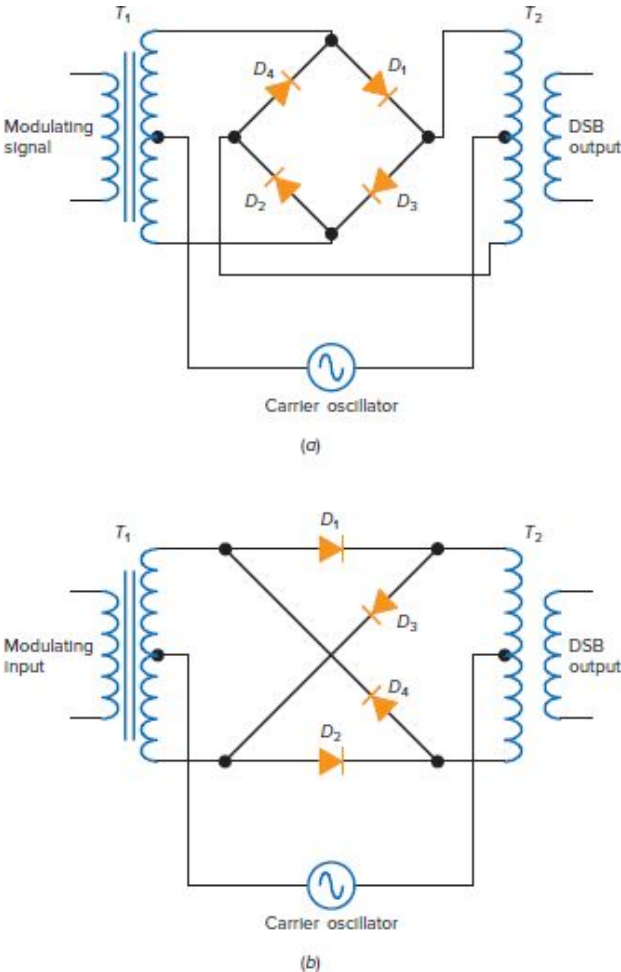 T1
T2
D4
D1
Modulating
signal
DSB
output
D2
D3
Carrier oscillator
(a)
D1
T1
T2
Modulating
input
D3
DSB
output
D4
D2
Carrier oscillator
(b)